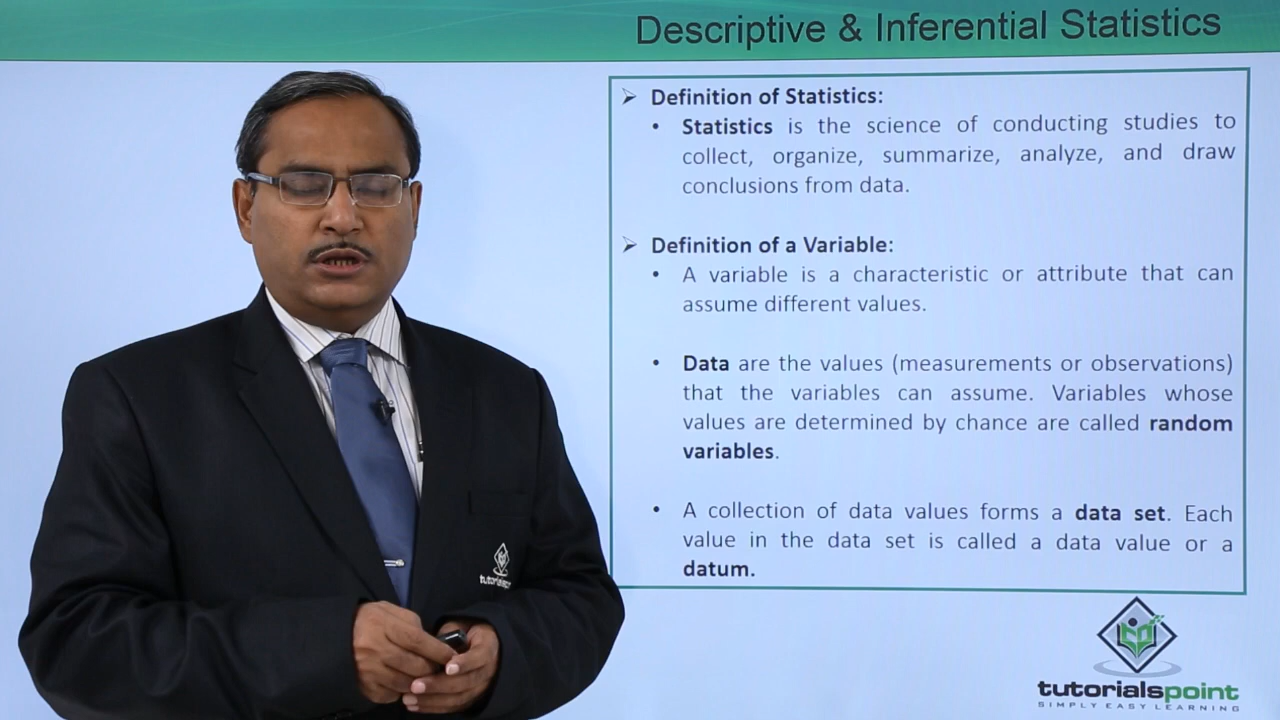 Descriptive & Inferential Statistics
➢ Definition of Statistics:
• Statistics is the science of conducting studies to
collect, organize, summarize, analyze, and draw
conclusions from data.
➢ Definition of a Variable:
• A variable is a characteristic or attribute that can
assume different values.
• Data are the values (measurements or observations)
that the variables can assume. Variables whose
values are determined by chance are called random
variables.
• A collection of data values forms a data set. Each
value in the data set is called a data value or a
datum.
tutorialspoint
SIMPLY EASY LEARNING